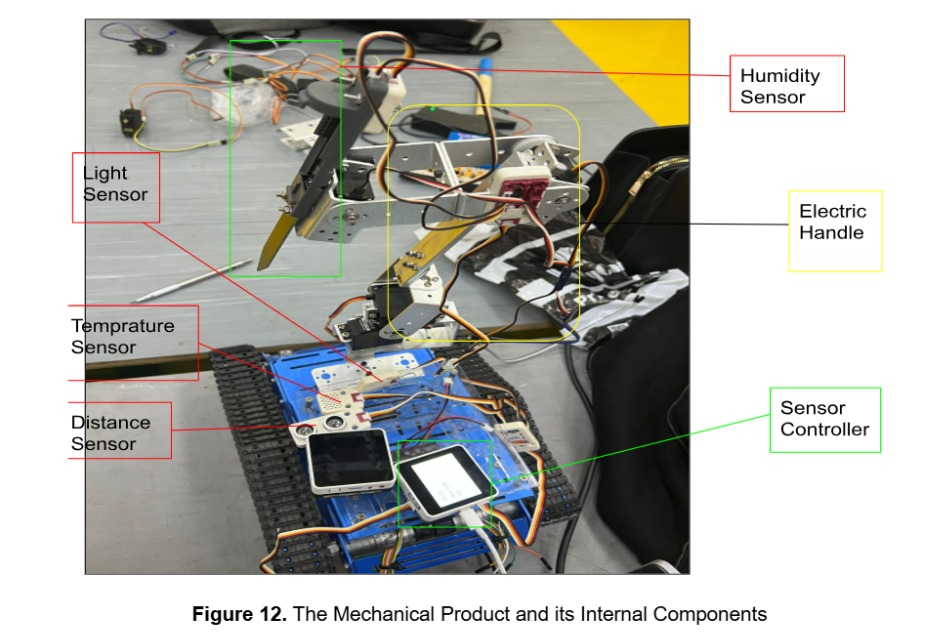 Humidity
Sensor
Light
Sensor
Electric
Handle
Temprature
Sensor
Distance
Sensor
Sensor
Controller
Figure 12. The Mechanical Product and its Internal Components